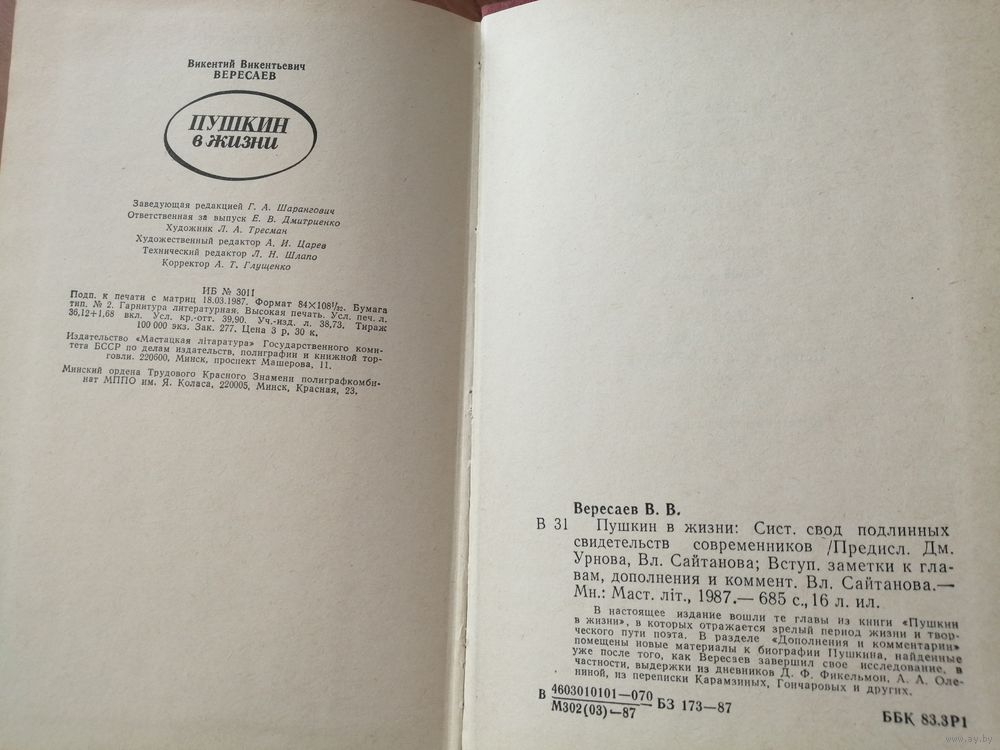 Викентий Викентьевич
ВЕРЕСАЕВ
ПУШКИН
в жизни
Заведующая редакцией Г. А. Шарангович
Ответственная за выпуск Е. В. Дмитриенко
Художник Л. А. Тресман
Художественный редактор А. И. Царев
Технический редактор Л. Н. Шлапо
Корректор А. Т. Глущенко
ИБ № 3011
Подп. к печати с матриц 18.03.1987. Формат 84×108¹/₃₂. Бумага
тип. № 2. Гарнитура литературная. Высокая печать. Усл. печ. л.
36,12+1,68 вкл. Усл. кр.-отт. 39,90. Уч.-изд. л. 38,73. Тираж
100 000 экз. Зак. 277. Цена 3 р. 30 к.
Издательство «Мастацкая літаратура» Государственного коми-
тета БССР по делам издательств, полиграфии и книжной тор-
говли. 220600, Минск, проспект Машерова, 11.
Минский ордена Трудового Красного Знамени полиграфкомби-
нат МППО им. Я. Коласа, 220005, Минск, Красная, 23.
Вересаев В. В.
В 31 Пушкин в жизни: Сист. свод подлинных
свидетельств современников /Предисл. Дм.
Урнова, Вл. Сайтанова; Вступ. заметки к гла-
вам, дополнения и коммент. Вл. Сайтанова.—
Мн.: Маст. літ., 1987.— 685 с., 16 л. ил.
В настоящее издание вошли те главы из книги «Пушкин
в жизни», в которых отражается зрелый период жизни и твор-
ческого пути поэта. В разделе «Дополнения и комментарии»
помещены новые материалы к биографии Пушкина, найденные
уже после того, как Вересаев завершил свое исследование, в
частности, выдержки из дневников Д. Ф. Фикельмон, А. А. Оле-
ниной, из переписки Карамзиных, Гончаровых и других.
4603010101—070
В БЗ 173—87
М302(03)—87
ББК 83.3Р1
www.ay.by